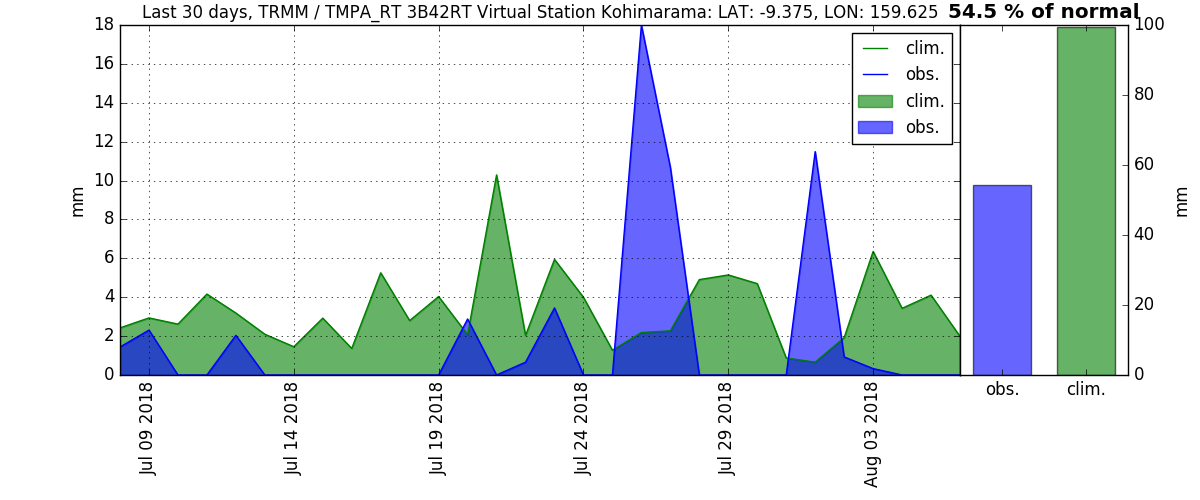 Last 30 days, TRMM / TMPA_RT 3B42RT Virtual Station Kohimarama: LAT: -9.375, LON: 159.625
54.5 % of normal
18
16
14
12
10
8
6
4
2
0
mm
clim.
obs.
clim.
obs.
Jul 09 2018
Jul 14 2018
Jul 19 2018
Jul 24 2018
Jul 29 2018
Aug 03 2018
100
80
60
40
20
0
mm
obs.
clim.